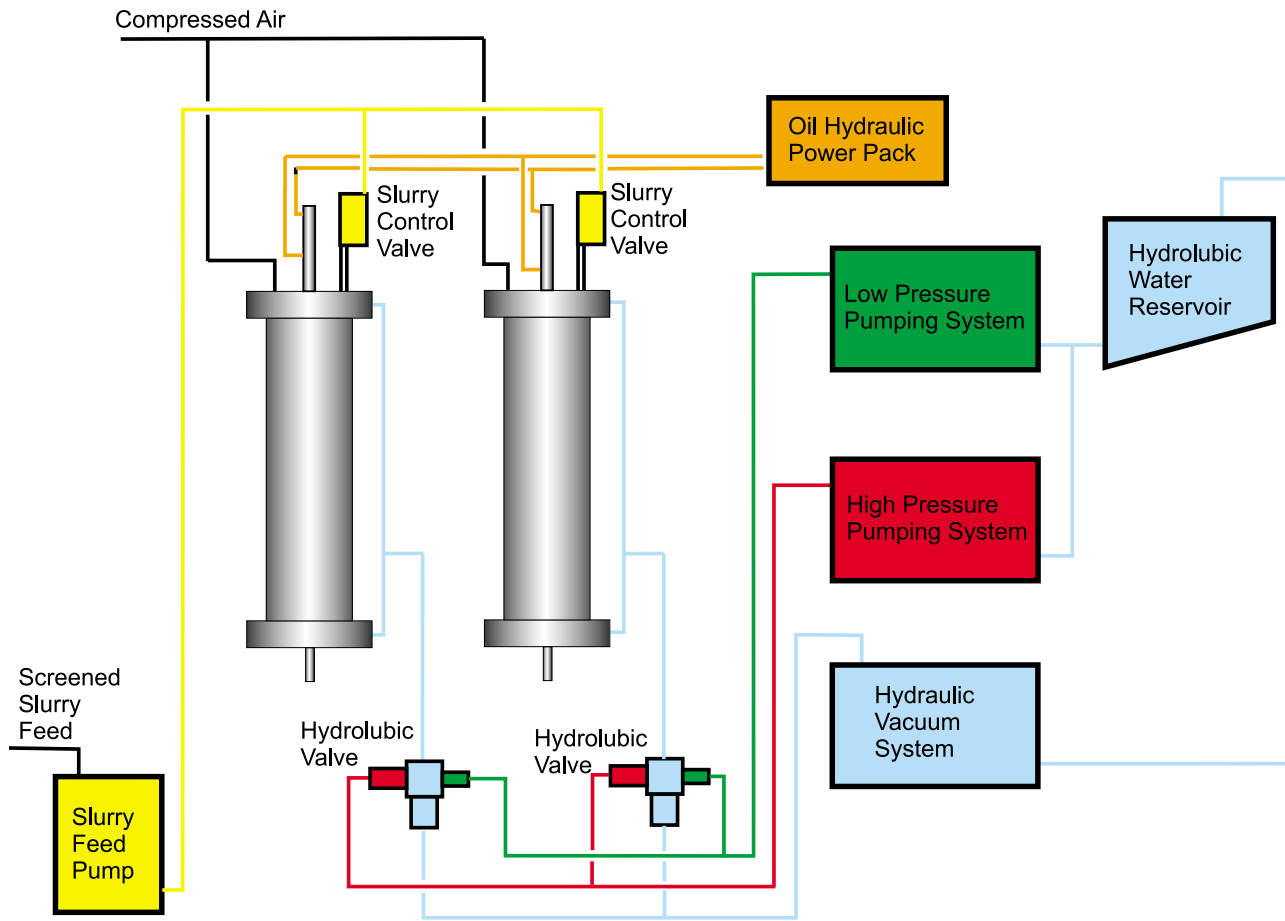 Compressed Air
Oil Hydraulic
Power Pack
Slurry
Control
Valve
Slurry
Control
Valve
Hydrolubic
Water
Reservoir
Low Pressure
Pumping System
High Pressure
Pumping System
Screened
Slurry
Feed
Hydraulic
Vacuum
System
Hydrolubic
Valve
Hydrolubic
Valve
Slurry
Feed
Pump